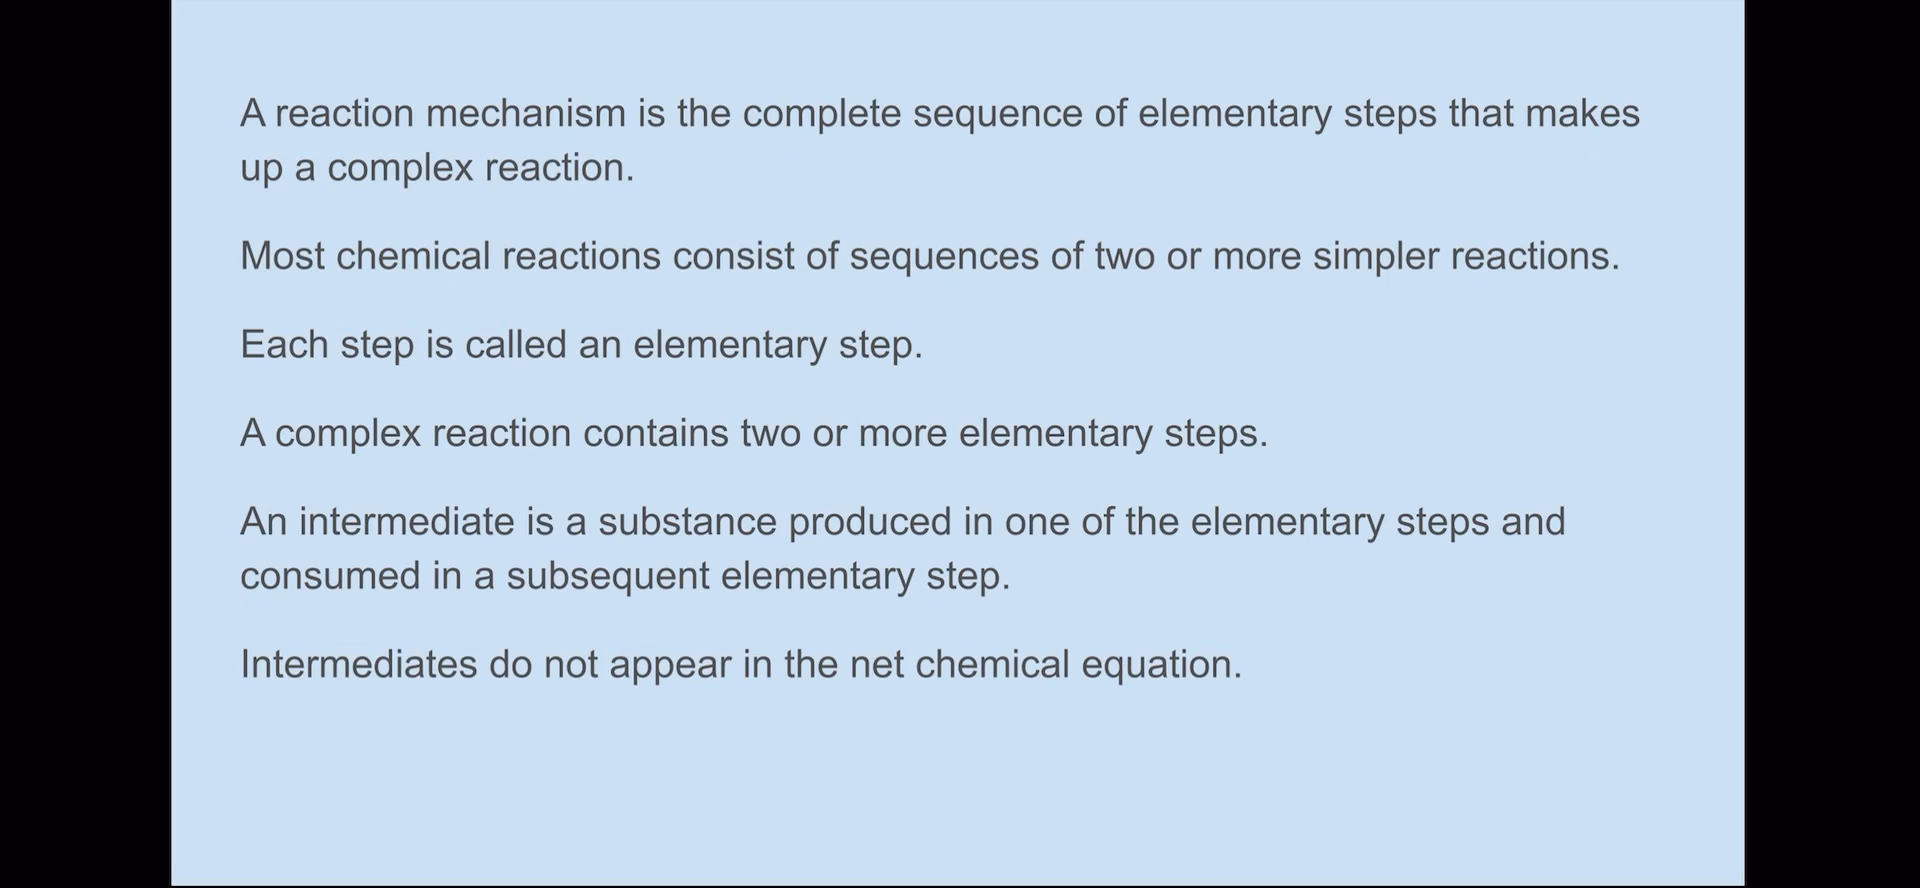 A reaction mechanism is the complete sequence of elementary steps that makes
up a complex reaction.
Most chemical reactions consist of sequences of two or more simpler reactions.
Each step is called an elementary step.
A complex reaction contains two or more elementary steps.
An intermediate is a substance produced in one of the elementary steps and
consumed in a subsequent elementary step.
Intermediates do not appear in the net chemical equation.